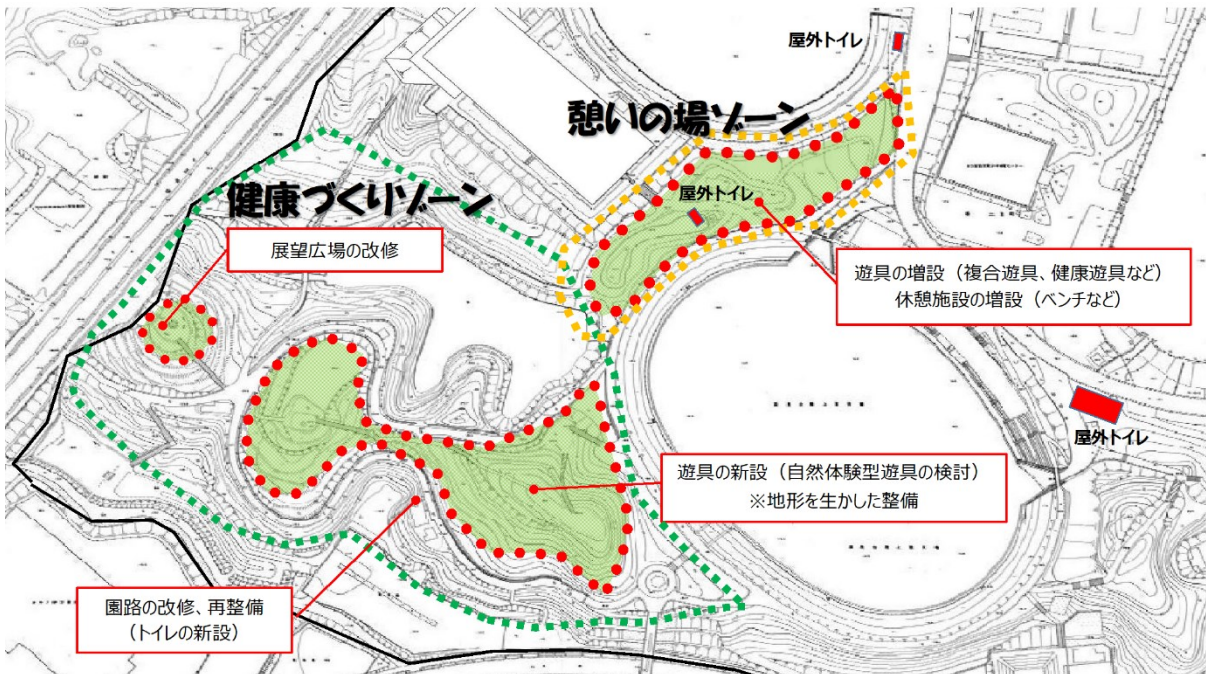 屋外トイレ
憩いの場ゾーン
屋外トイレ
健康づくりゾーン
展望広場の改修
遊具の増設（複合遊具、健康遊具など）
休憩施設の増設（ベンチなど）
屋外トイレ
遊具の新設（自然体験型遊具の検討）
※地形を生かした整備
園路の改修、再整備
（トイレの新設）